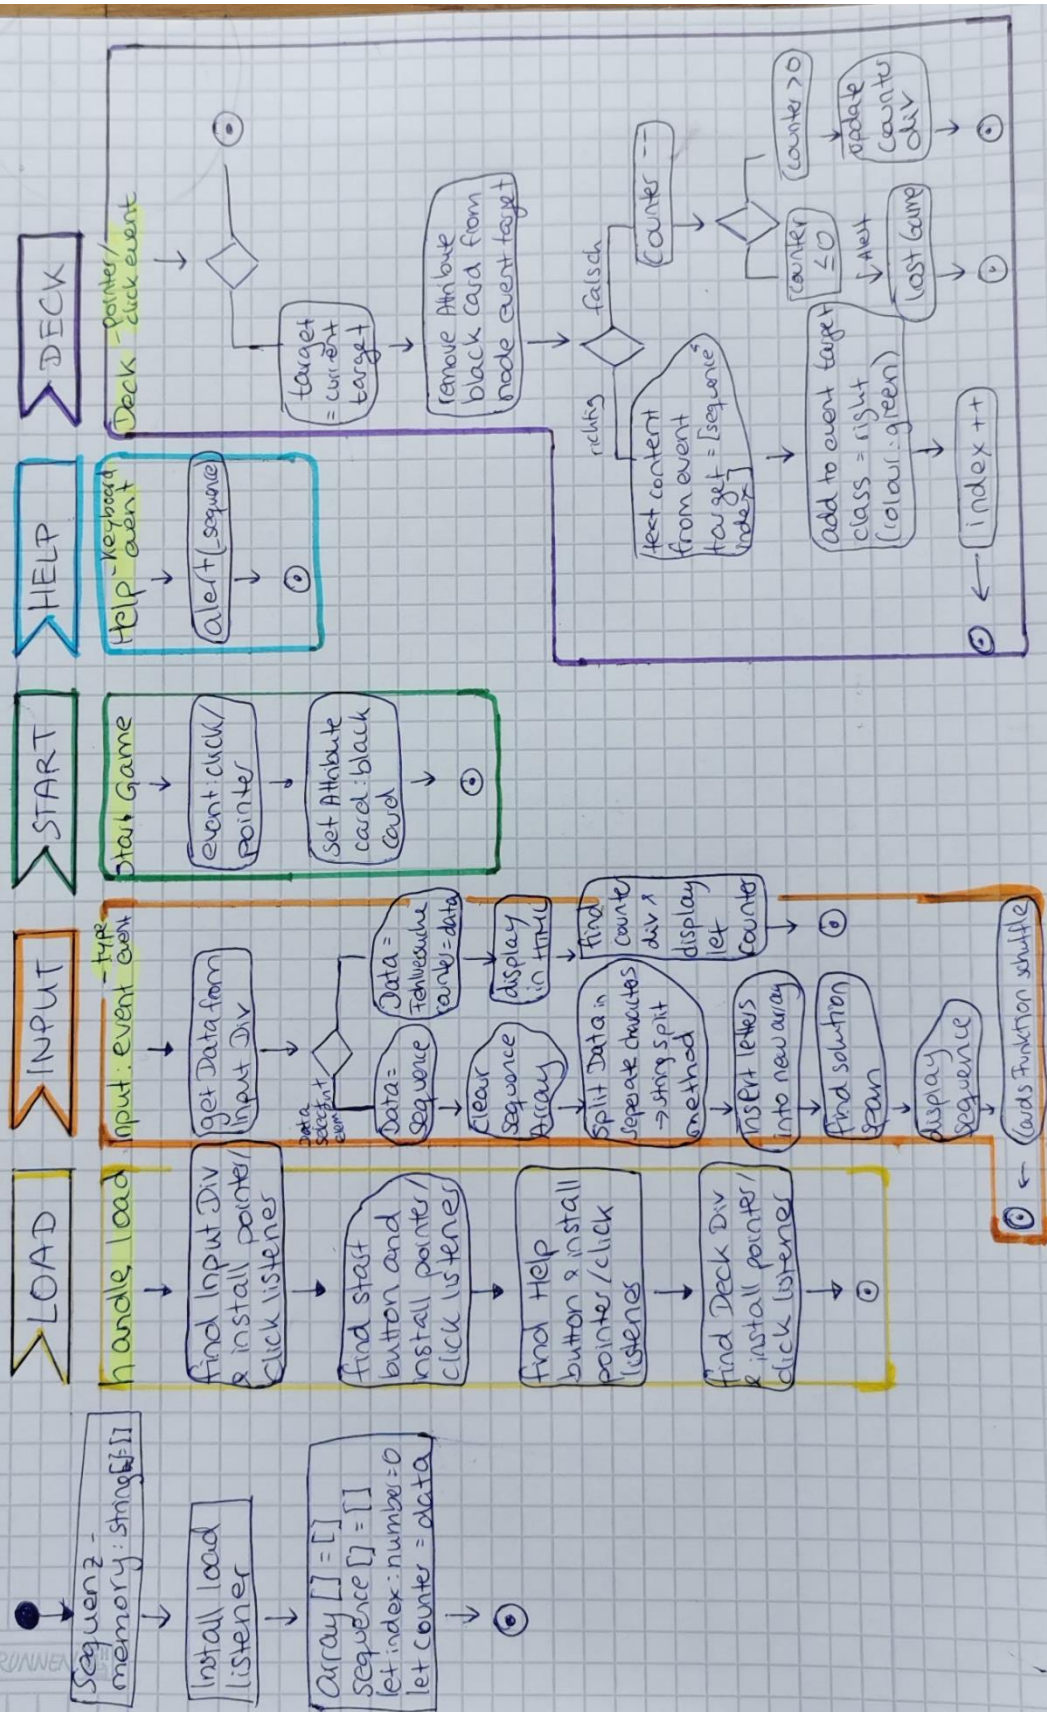 Sequenz-
memory: string[]=[]
Install load
listener
array [] = []
sequence [] = []
let index: number=0
let counter = data
LOAD
handle load
find Input Div
& install pointer/
click listener
find start
button and
install pointer/
click listener
find Help
button & install
pointer/click
listener
find Deck Div
& install pointer/
click listener
INPUT
- type
Input: event event
get Data from
Input Div
Data
Data =
Sequence
clear
Sequence
Array
Split Data in
seperate characters
→ string split
method
insert letters
into new array
find solution
span
display
sequence
cards funktion schuffle
Data =
fehlversuche
counter = data
display
in HTML
find
counter
div &
display
let
counter
START
Start Game
event: click/
pointer
Set Attribute
card: black
card
HELP
Help - Keyboard
event
alert(sequence)
DECK
Deck - pointer/
click event
target
= current
target
remove Attribute
black card from
node event target
richtig
falsch
text content
from event
target = [sequence
index]
add to event target
class = right
(colour: green)
index ++
counter --
counter
≤ 0
Alert
lost Game
counter > 0
update
counter
div